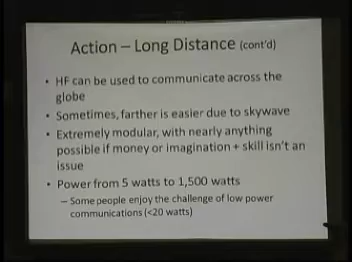 Action – Long Distance (cont'd)
• HF can be used to communicate across the
globe
• Sometimes, farther is easier due to skywave
• Extremely modular, with nearly anything
possible if money or imagination + skill isn't an
issue
• Power from 5 watts to 1,500 watts
– Some people enjoy the challenge of low power
communications (<20 watts)